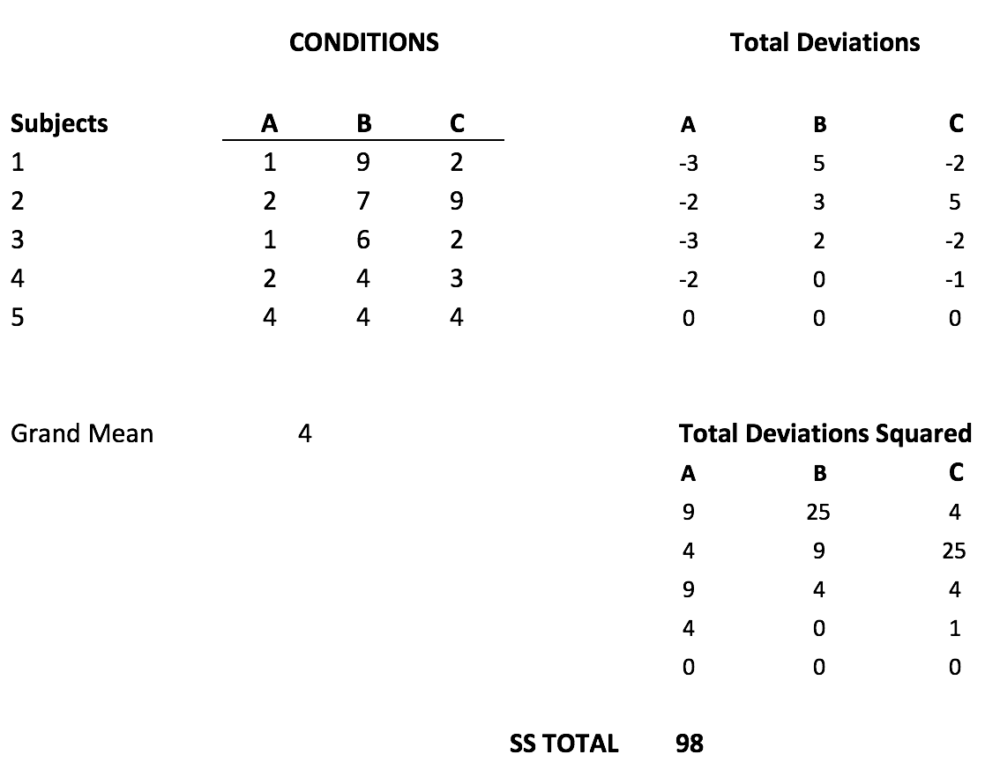 CONDITIONS Total Deviations
Subjects A B C A B C
1 1 9 2 -3 5 -2
2 2 7 9 -2 3 5
3 1 6 2 -3 2 -2
4 2 4 3 -2 0 -1
5 4 4 4 0 0 0
Grand Mean 4 Total Deviations Squared
A B C
9 25 4
4 9 25
9 4 4
4 0 1
0 0 0
SS TOTAL 98